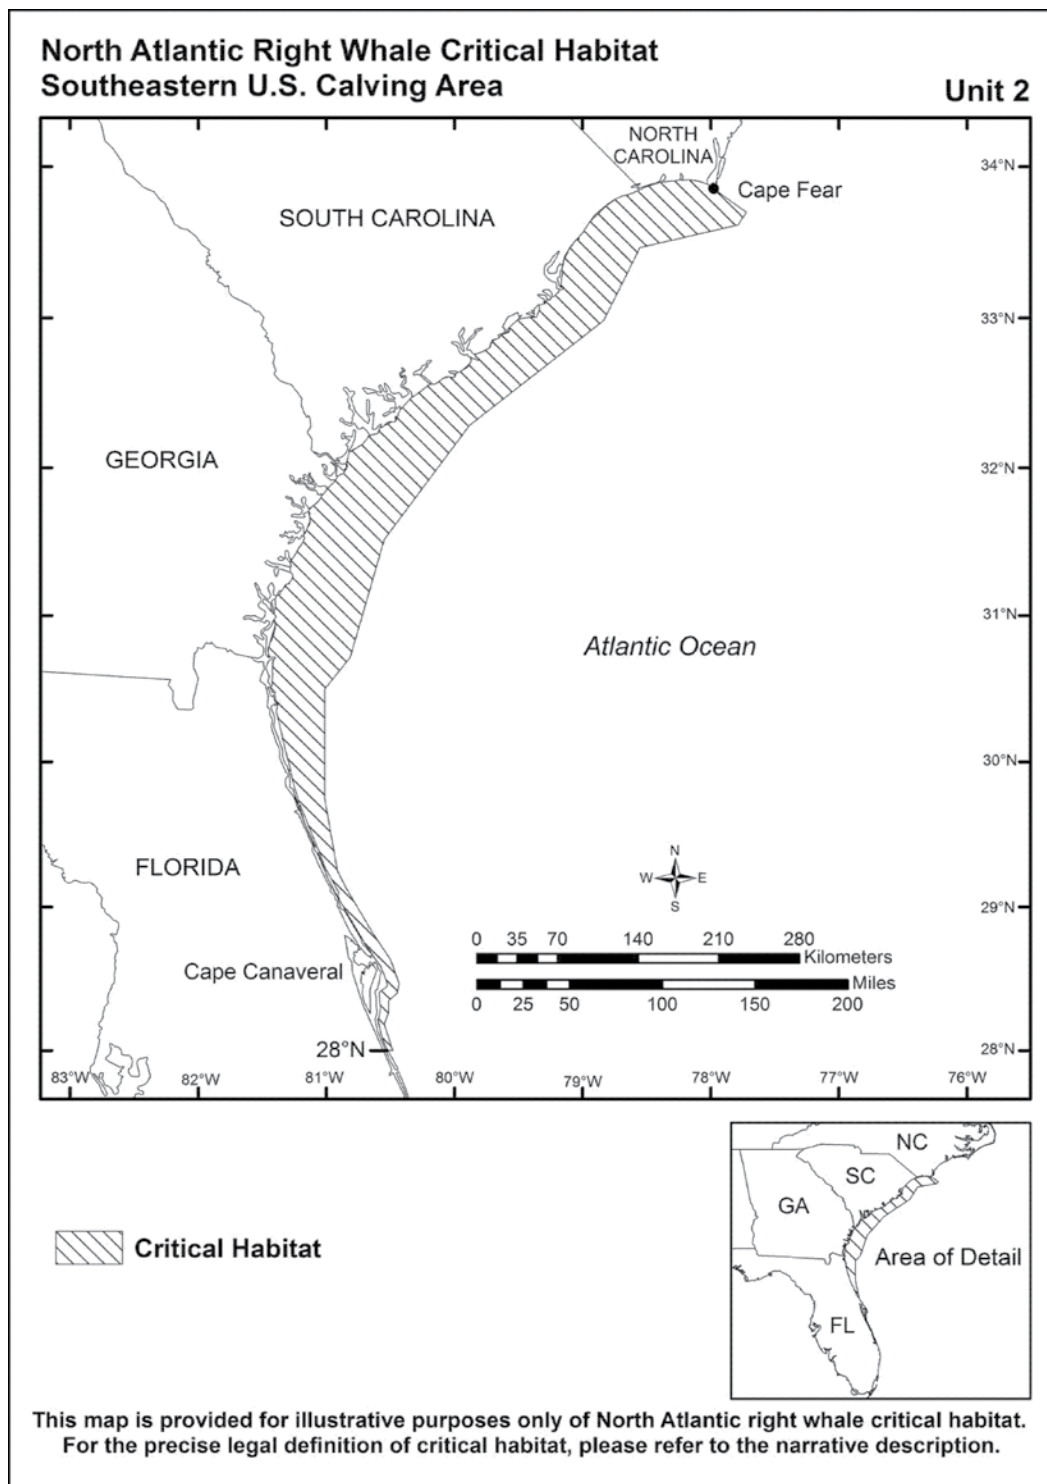 North Atlantic Right Whale Critical Habitat
Southeastern U.S. Calving Area
Unit 2
NORTH
CAROLINA
34°N
Cape Fear
SOUTH CAROLINA
33°N
GEORGIA
32°N
31°N
Atlantic Ocean
30°N
FLORIDA
N
W E
S
29°N
0 35 70 140 210 280
Kilometers
Cape Canaveral
Miles
0 25 50 100 150 200
28°N
28°N
83°W 82°W 81°W 80°W 79°W 78°W 77°W 76°W
NC
SC
GA
Area of Detail
FL
Critical Habitat
This map is provided for illustrative purposes only of North Atlantic right whale critical habitat.
For the precise legal definition of critical habitat, please refer to the narrative description.